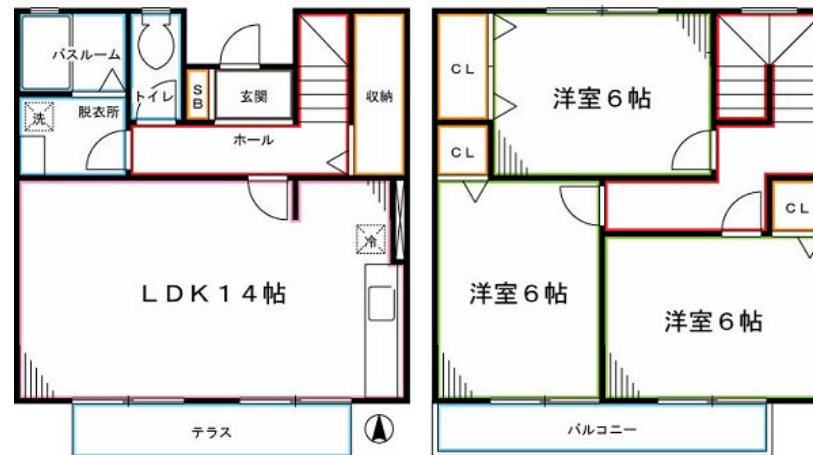 バスルーム
トイレ
SB
玄関
収納
洗
脱衣所
ホール
冷
LDK14帖
テラス
CL
洋室6帖
CL
CL
洋室6帖
洋室6帖
バルコニー